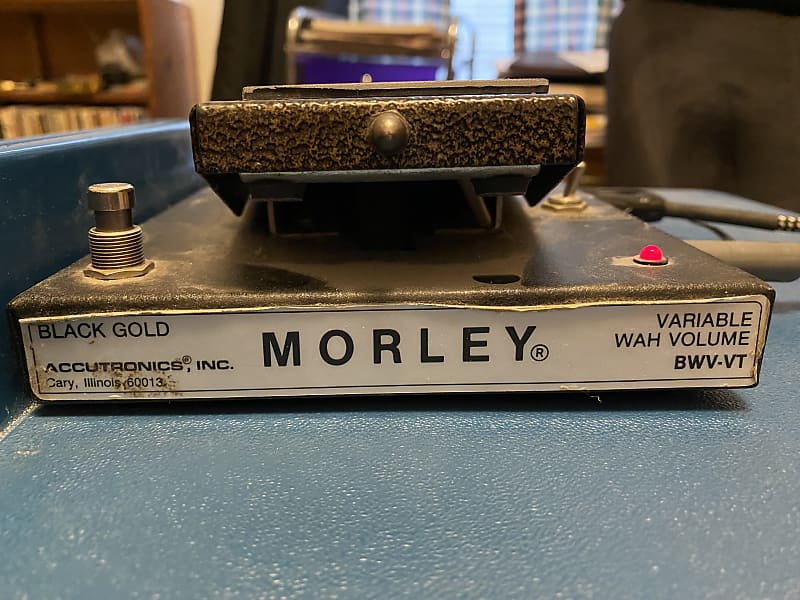 BLACK GOLD
ACCUTRONICS®, INC.
Cary, Illinois 60013
MORLEY®
VARIABLE
WAH VOLUME
BWV-VT